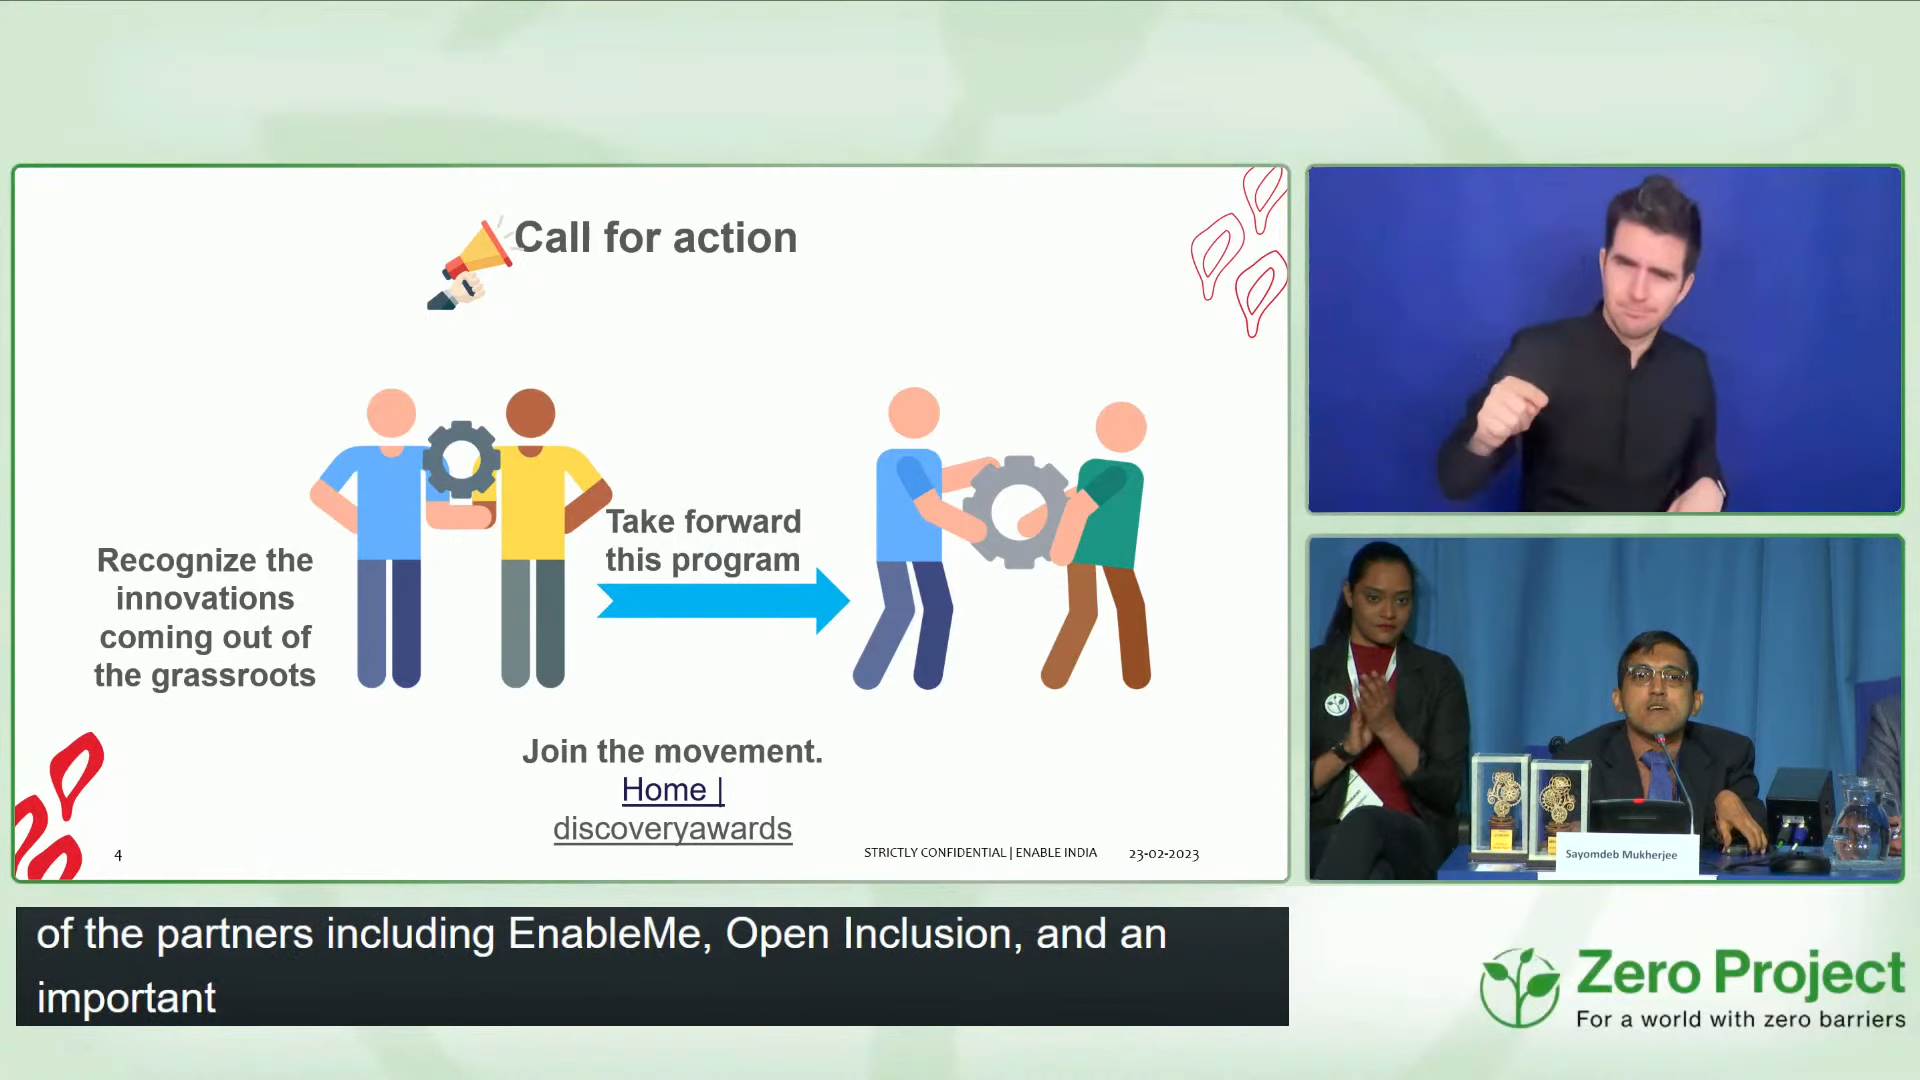 Call for action
Recognize the
innovations
coming out of
the grassroots
Take forward
this program
Join the movement.
Home |
discoveryawards
4
STRICTLY CONFIDENTIAL | ENABLE INDIA
23-02-2023
Sayomdeb Mukherjee
of the partners including EnableMe, Open Inclusion, and an
important
Zero Project
For a world with zero barriers